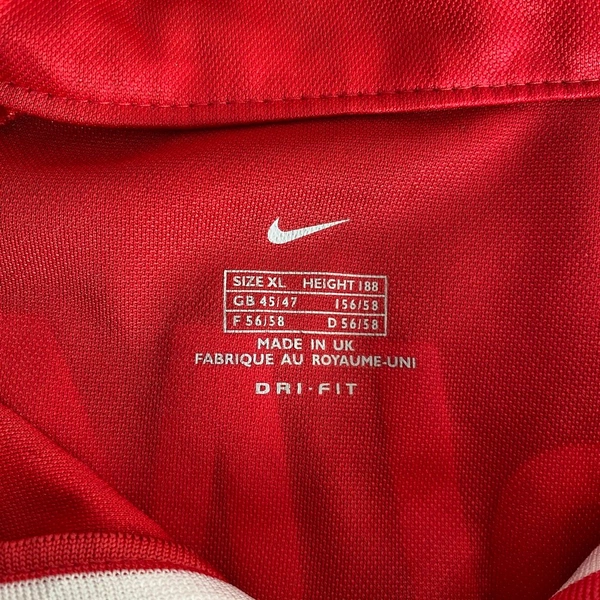 SIZE XL HEIGHT 188
GB 45/47 I 56/58
F 56/58 D 56/58
MADE IN UK
FABRIQUE AU ROYAUME-UNI
DRI-FIT